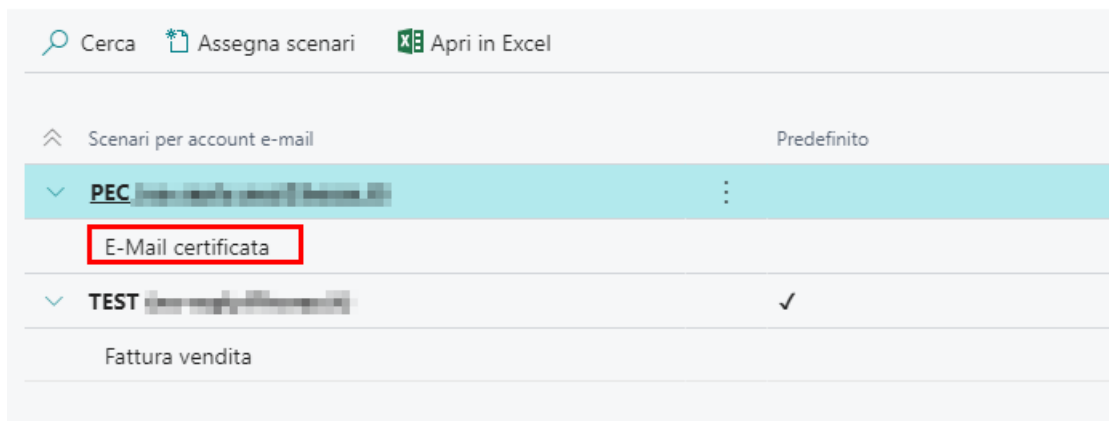 Cerca Assegna scenari Apri in Excel
Scenari per account e-mail Predefinito
PEC
E-Mail certificata
TEST
Fattura vendita